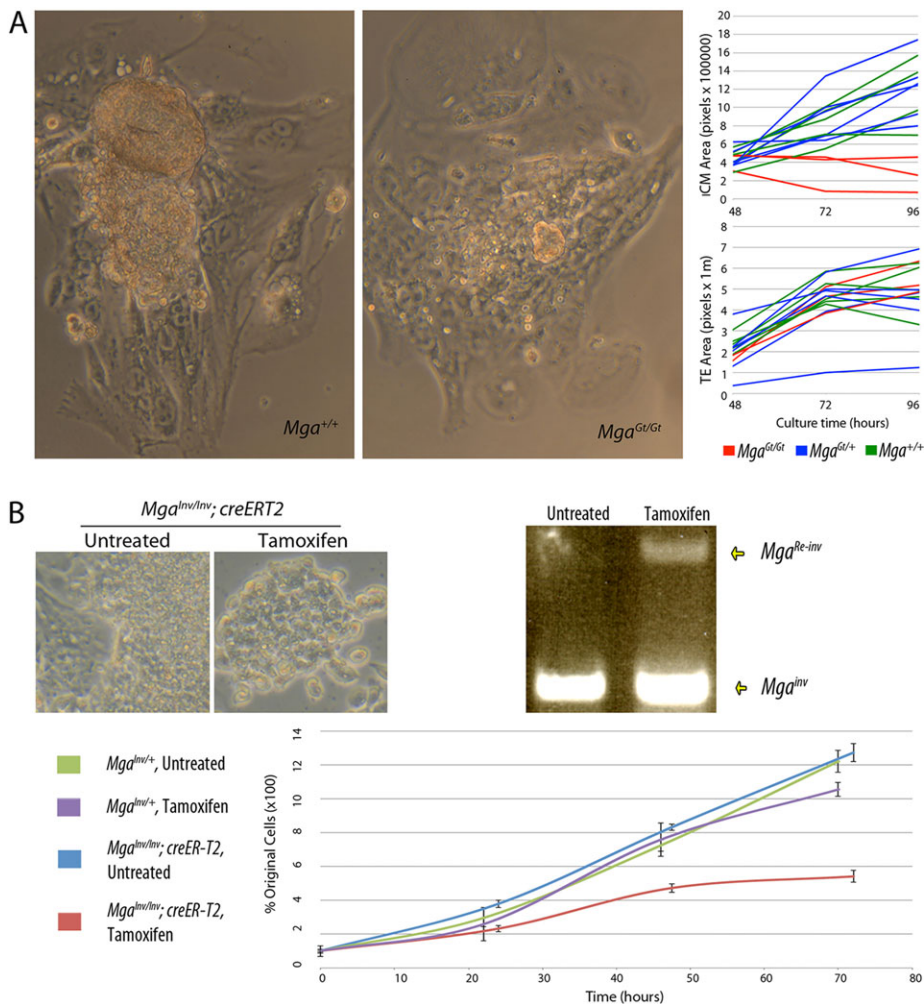 A
Mga+/+
MgaGt/Gt
ICM Area (pixels x 100000)
20
18
16
14
12
10
8
6
4
2
0
48 72 96
TE Area (pixels x 1m)
8
7
6
5
4
3
2
1
0
48 72 96
Culture time (hours)
MgaGt/Gt MgaGt/+ Mga+/+
B
MgaInv/Inv; creERT2
Untreated Tamoxifen
Untreated Tamoxifen
MgaRe-inv
Mgainv
MgaInv/+, Untreated
MgaInv/+, Tamoxifen
MgaInv/Inv; creER-T2,
Untreated
MgaInv/Inv; creER-T2,
Tamoxifen
% Original Cells (x100)
14
12
10
8
6
4
2
0
0 10 20 30 40 50 60 70 80
Time (hours)